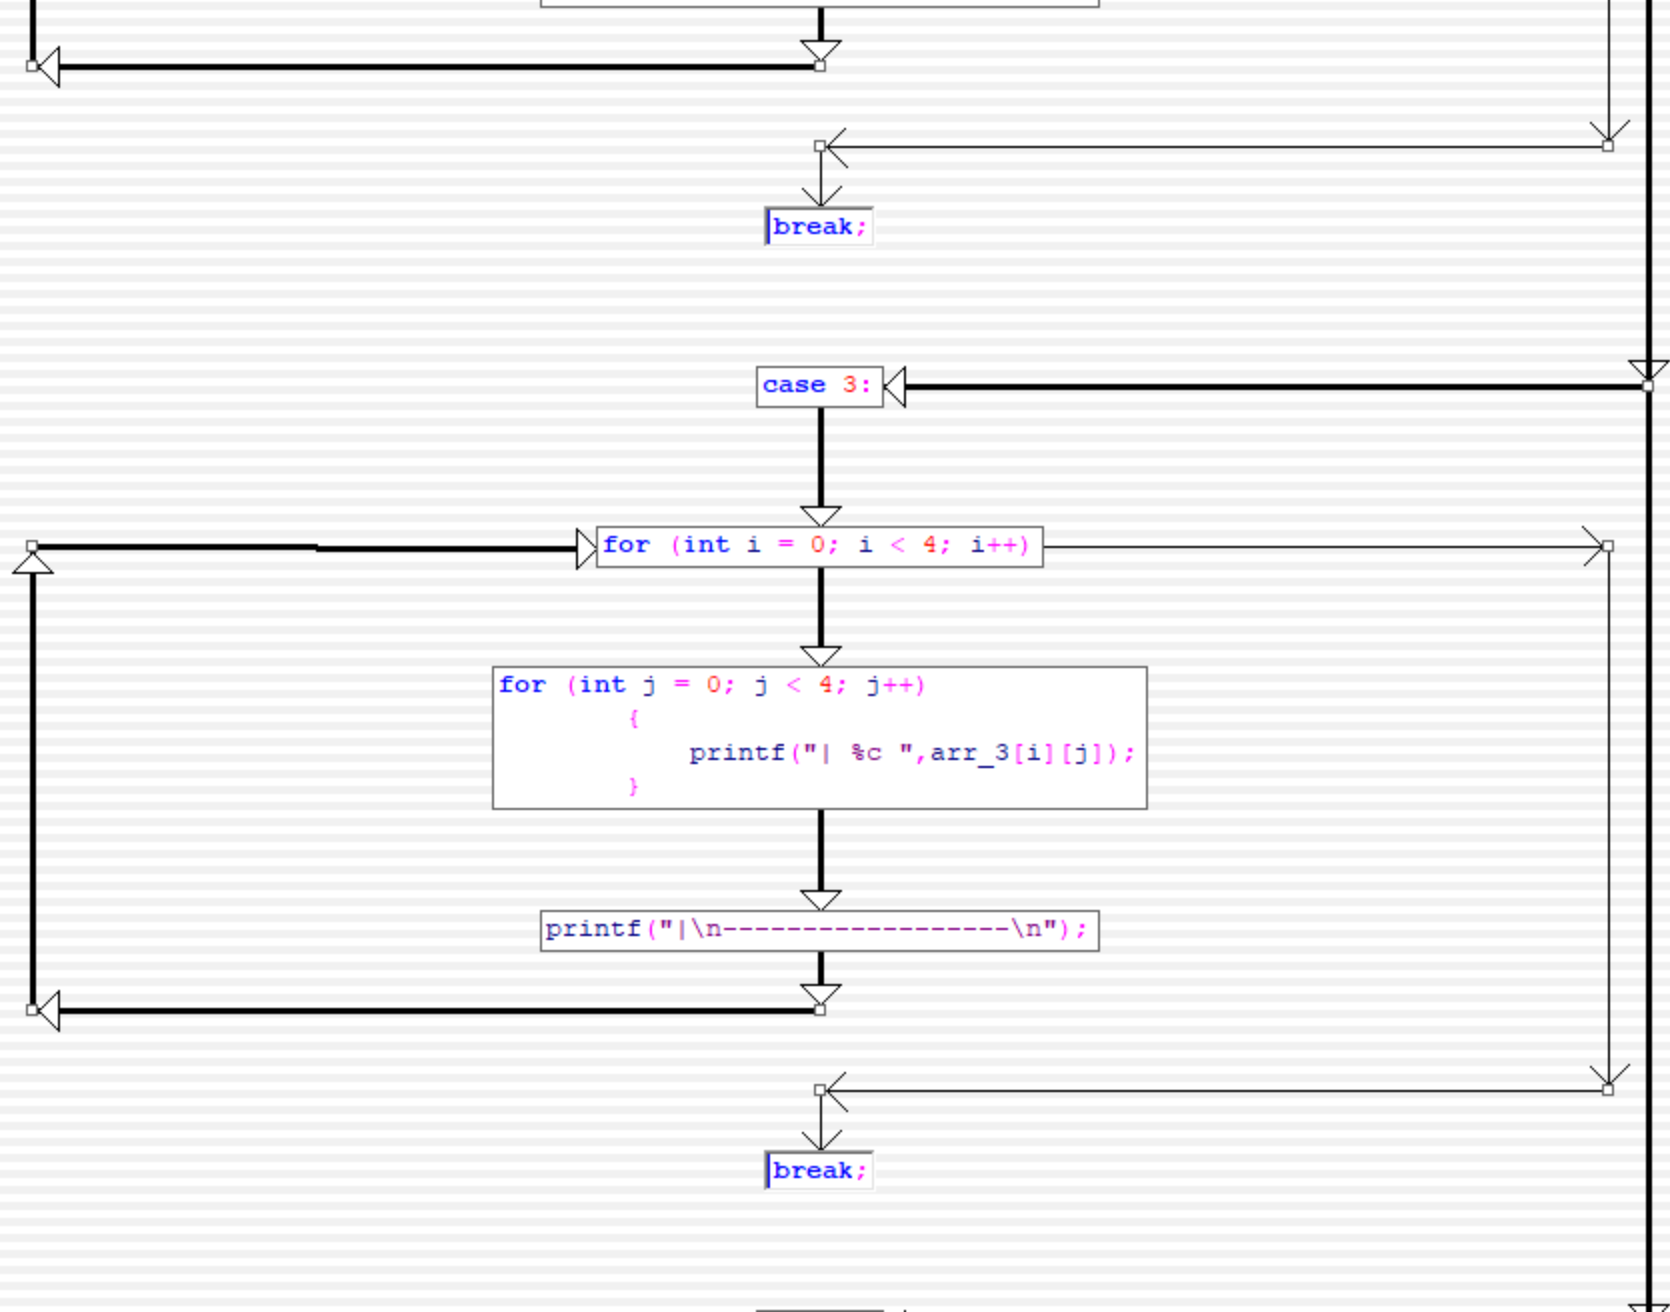 break;
case 3:
for (int i = 0; i < 4; i++)
for (int j = 0; j < 4; j++)
{
printf("| %c ",arr_3[i][j]);
}
printf("|\n------------------\n");
break;